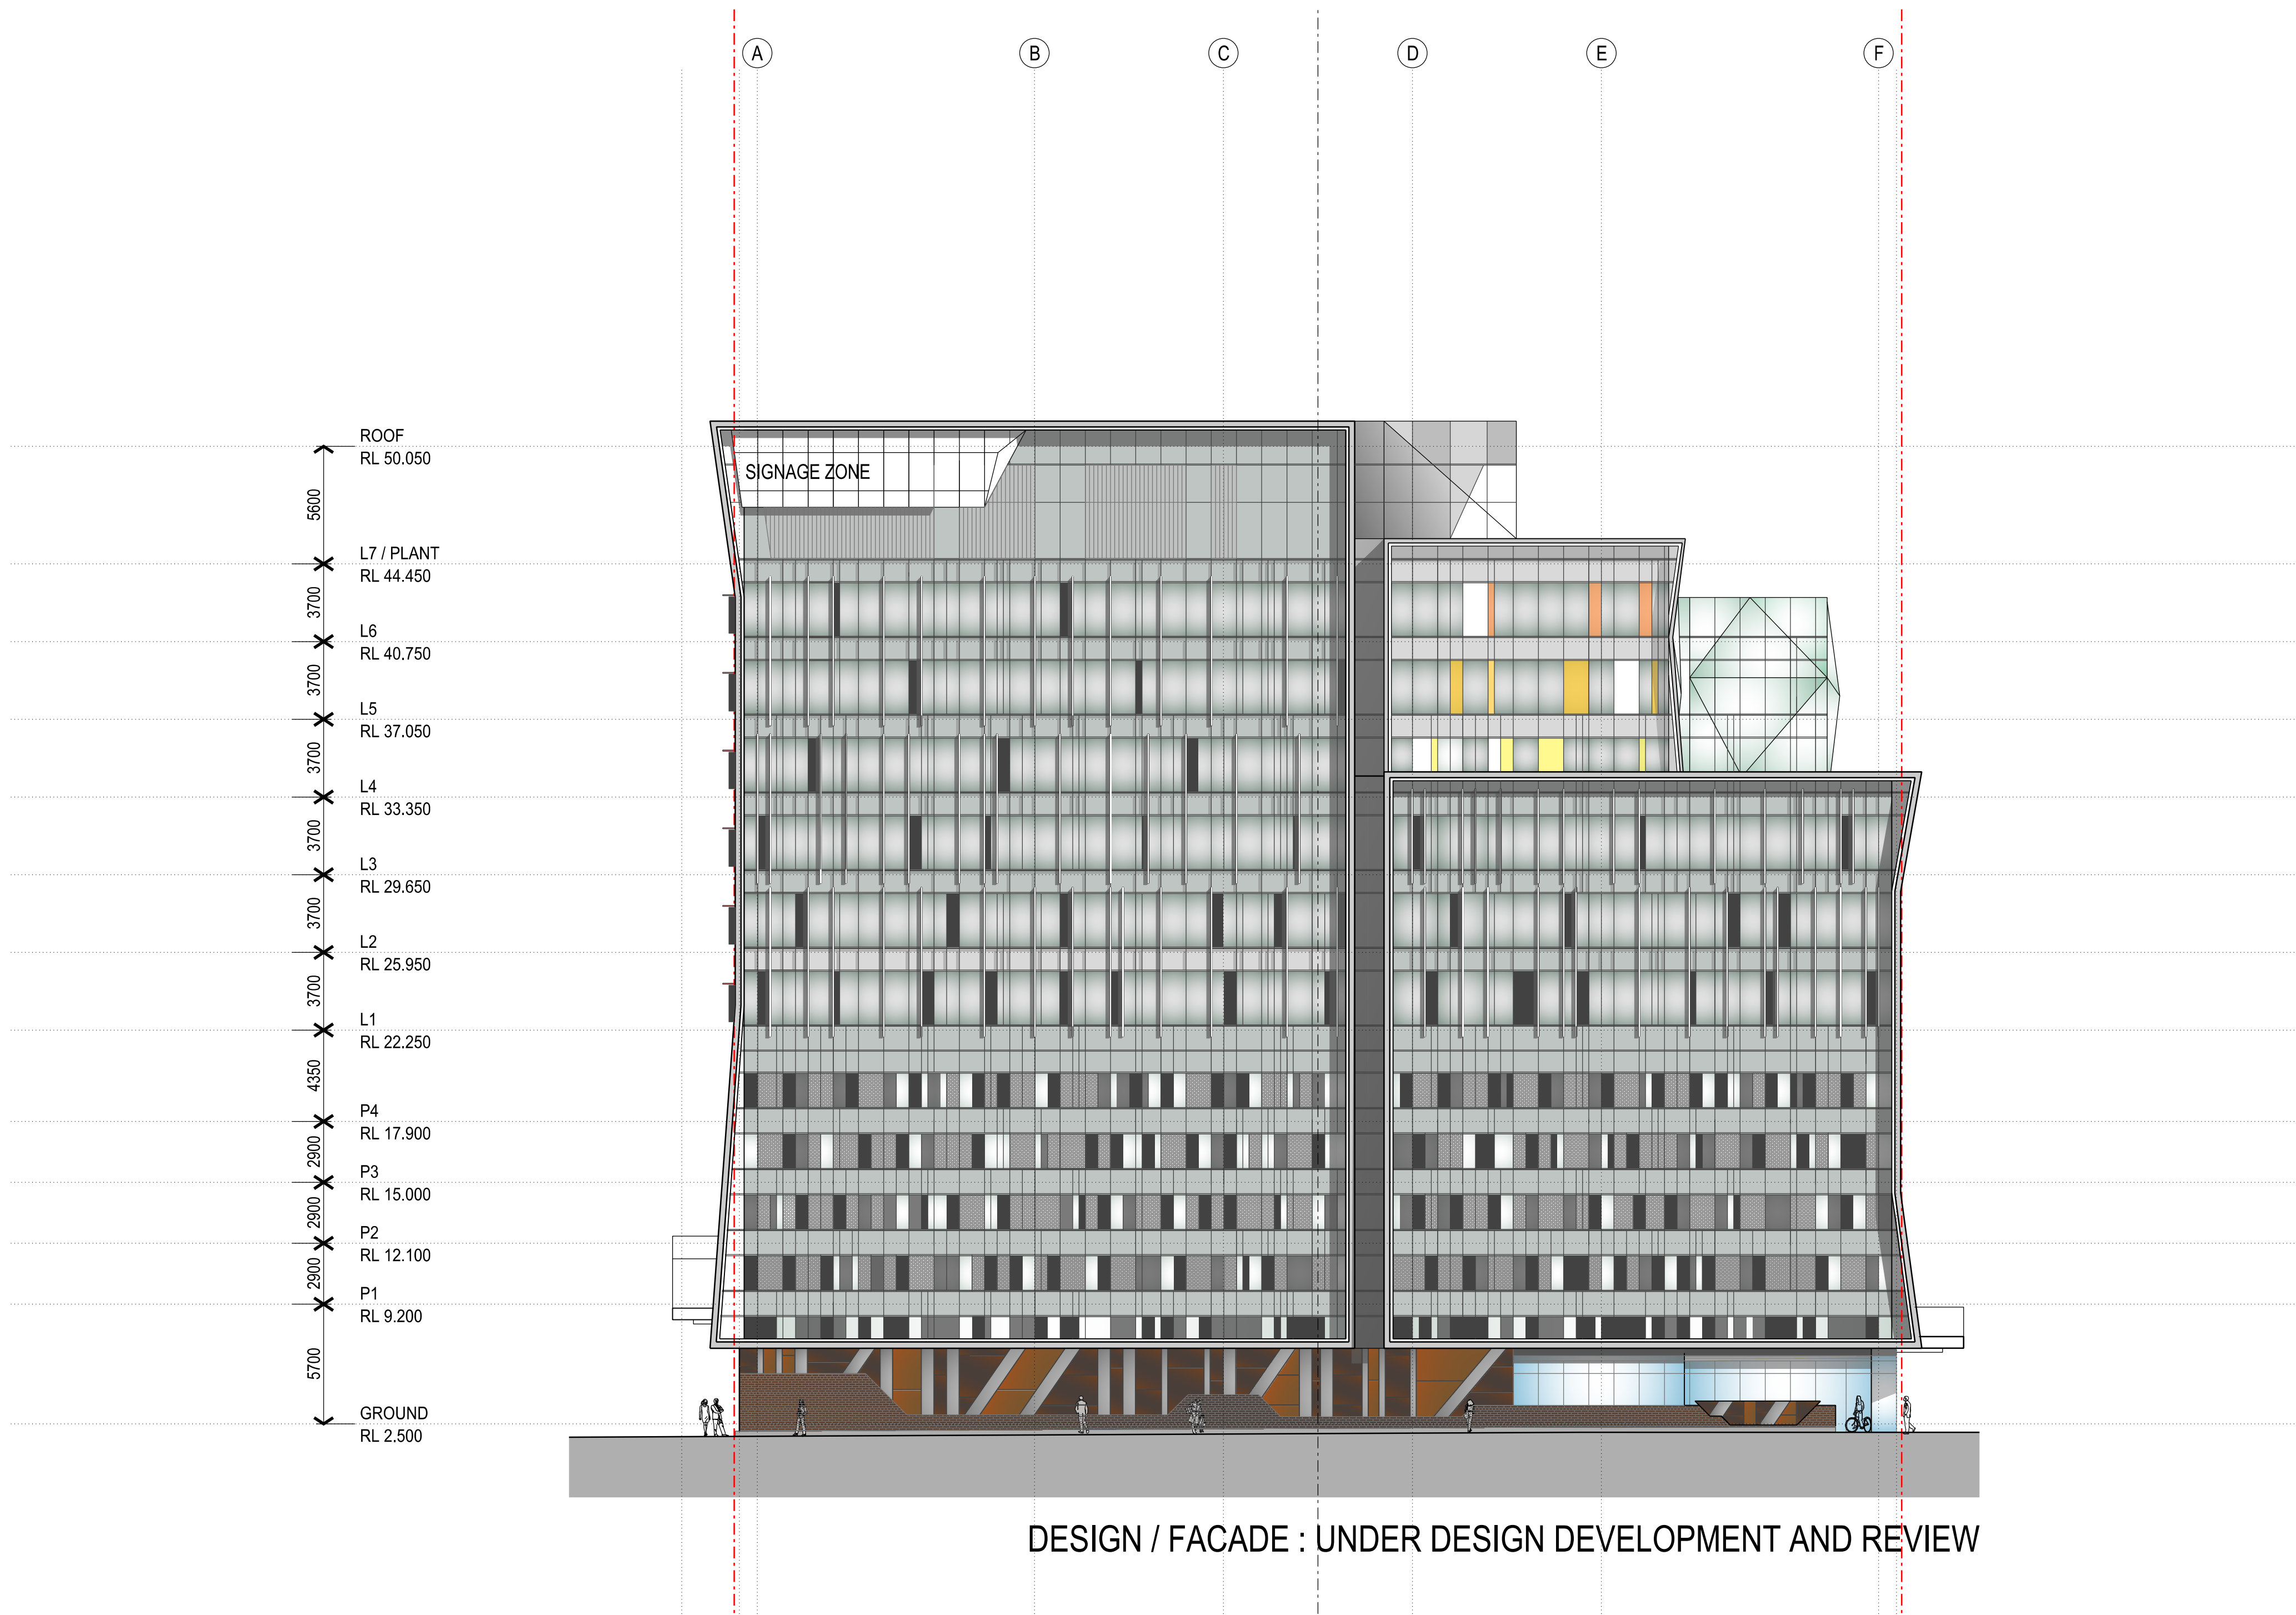 A B C D E F
ROOF
RL 50.050
SIGNAGE ZONE
5600
L7 / PLANT
RL 44.450
3700
L6
RL 40.750
3700
L5
RL 37.050
3700
L4
RL 33.350
3700
L3
RL 29.650
3700
L2
RL 25.950
3700
L1
RL 22.250
4350
P4
RL 17.900
2900
P3
RL 15.000
2900
P2
RL 12.100
2900
P1
RL 9.200
5700
GROUND
RL 2.500
DESIGN / FACADE : UNDER DESIGN DEVELOPMENT AND REVIEW